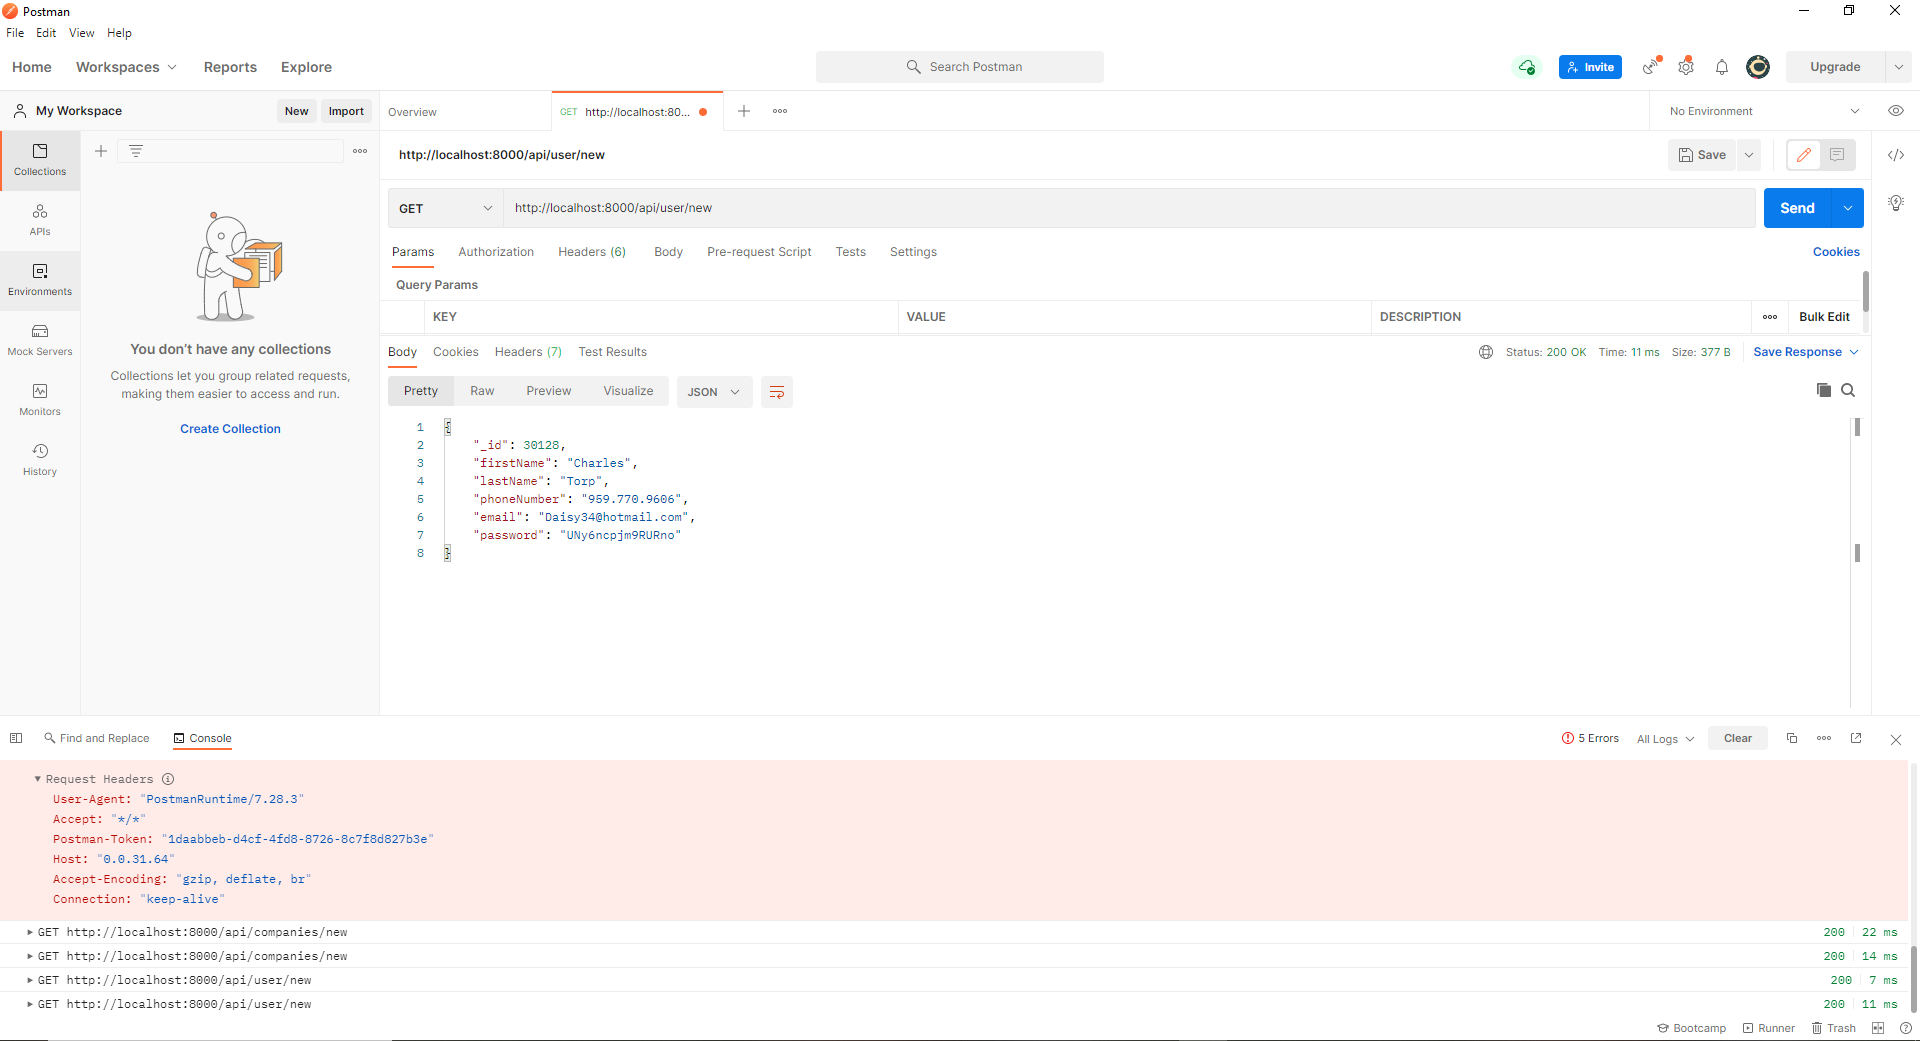 Postman
File Edit View Help
Home Workspaces Reports Explore
Search Postman
Invite
Upgrade
My Workspace New Import
Overview
GET http://localhost:80...
No Environment
Collections
APIs
Environments
Mock Servers
Monitors
History
You don't have any collections
Collections let you group related requests,
making them easier to access and run.
Create Collection
http://localhost:8000/api/user/new
Save
GET http://localhost:8000/api/user/new
Send
Params Authorization Headers (6) Body Pre-request Script Tests Settings Cookies
Query Params
KEY VALUE DESCRIPTION Bulk Edit
Body Cookies Headers (7) Test Results
Status: 200 OK Time: 11 ms Size: 377 B Save Response
Pretty Raw Preview Visualize JSON
1 {
2 "_id": 30128,
3 "firstName": "Charles",
4 "lastName": "Torp",
5 "phoneNumber": "959.770.9606",
6 "email": "Daisy34@hotmail.com",
7 "password": "UNy6ncpjm9RURno"
8 }
Find and Replace Console
5 Errors All Logs Clear
Request Headers
User-Agent: "PostmanRuntime/7.28.3"
Accept: "*/*"
Postman-Token: "1daabbeb-d4cf-4fd8-8726-8c7f8d827b3e"
Host: "0.0.31.64"
Accept-Encoding: "gzip, deflate, br"
Connection: "keep-alive"
GET http://localhost:8000/api/companies/new 200 22 ms
GET http://localhost:8000/api/companies/new 200 14 ms
GET http://localhost:8000/api/user/new 200 7 ms
GET http://localhost:8000/api/user/new 200 11 ms
Bootcamp Runner Trash